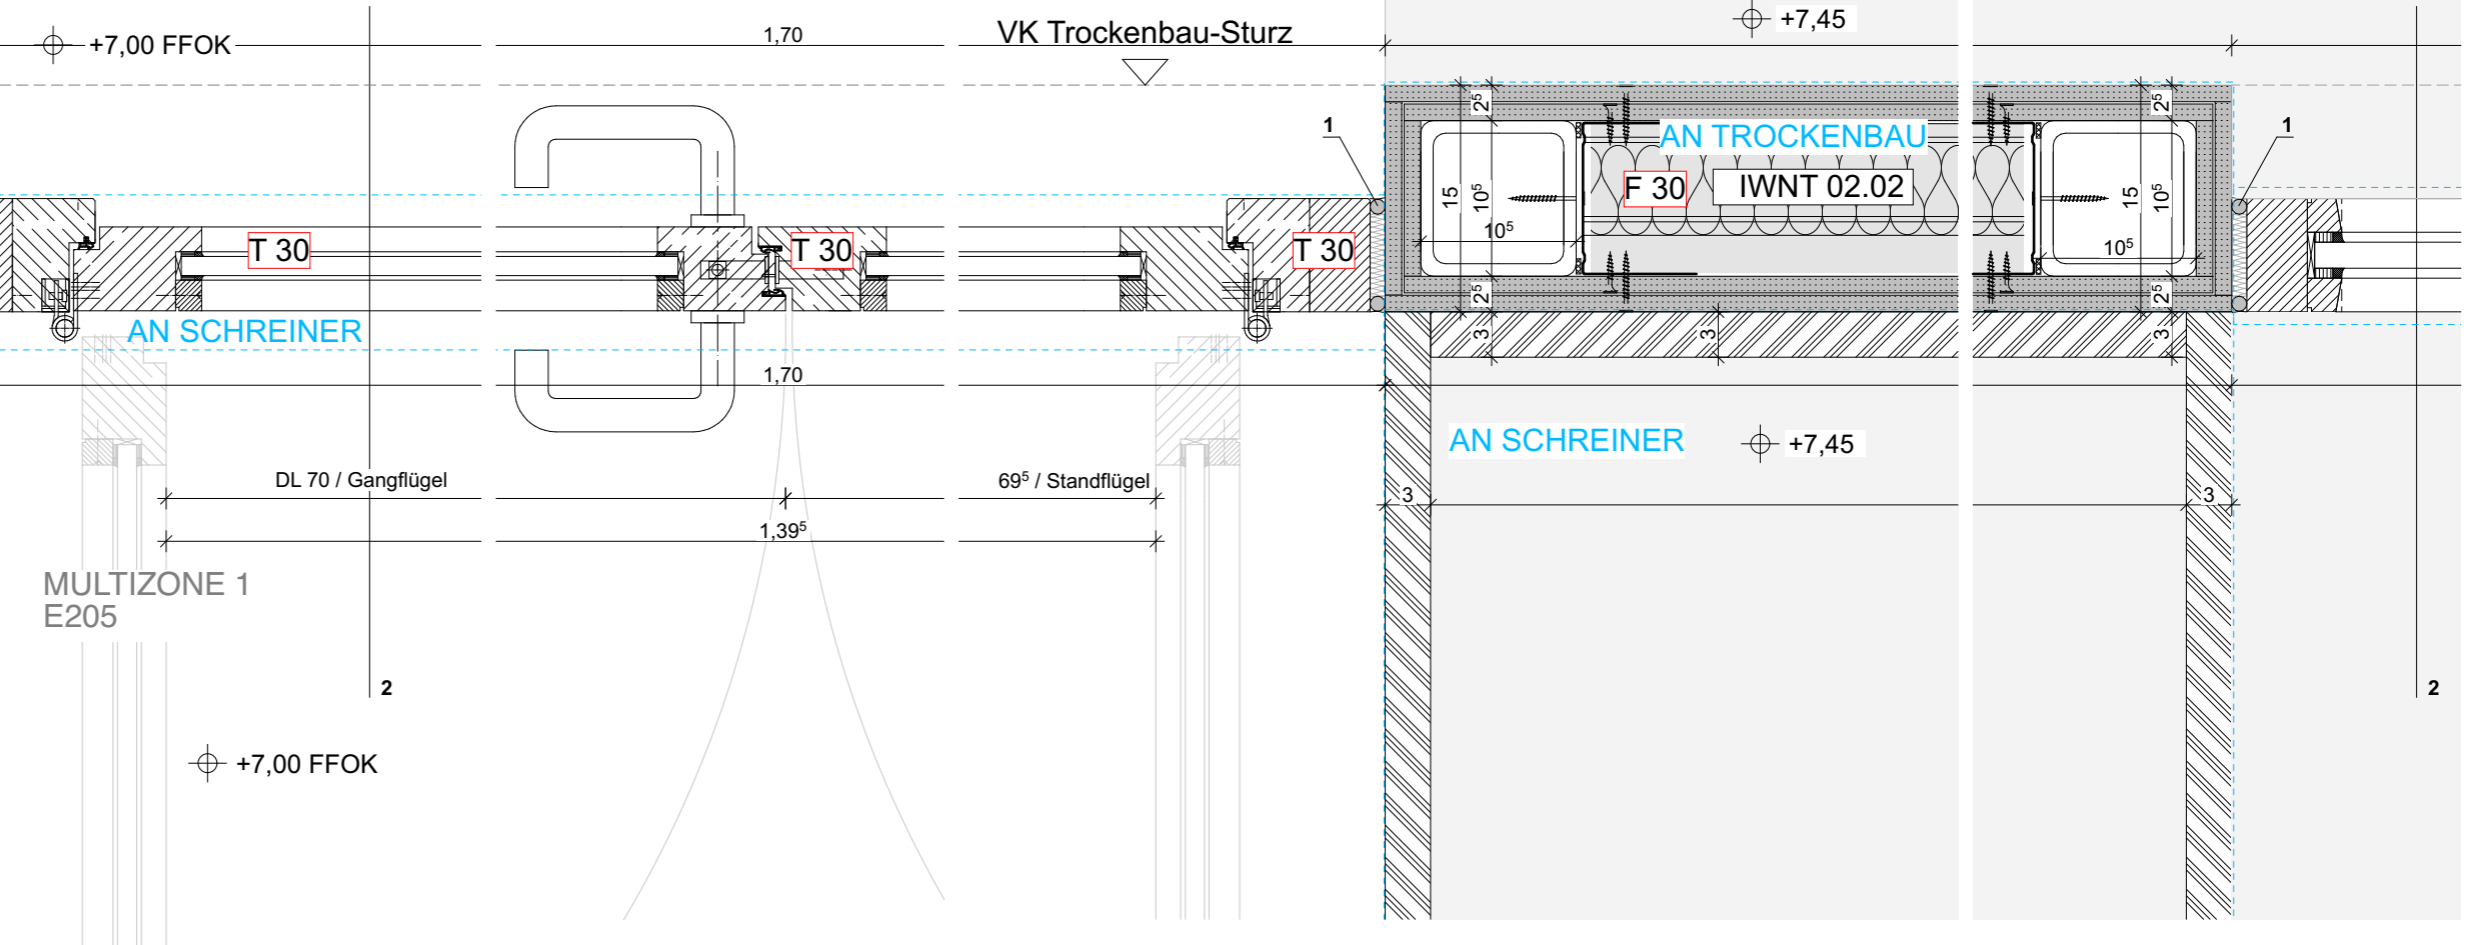 +7,00 FFOK
1,70
VK Trockenbau-Sturz
+7,45
1
2⁵
2⁵
1
AN TROCKENBAU
F 30
IWNT 02.02
15
10⁵
15
10⁵
T 30
T 30
T 30
10⁵
10⁵
2⁵
2⁵
AN SCHREINER
3
3
3
1,70
AN SCHREINER
+7,45
DL 70 / Gangflügel
69⁵ / Standflügel
3
3
1,39⁵
MULTIZONE 1
E205
2
2
+7,00 FFOK